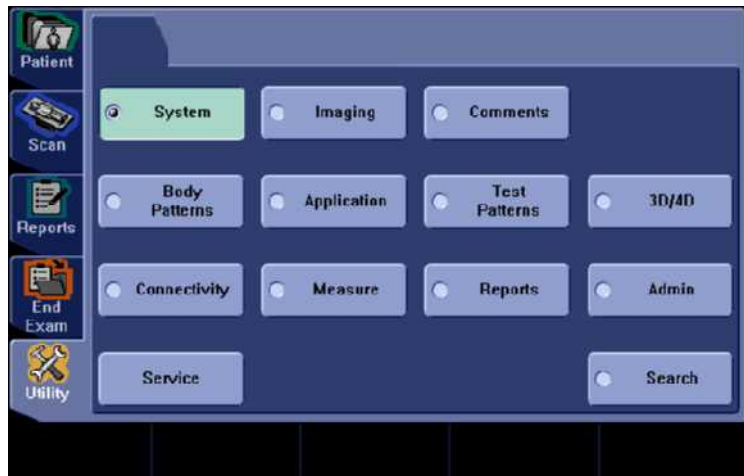 Patient
Scan
Reports
End
Exam
Utility
System
Imaging
Comments
Body
Patterns
Application
Test
Patterns
3D/4D
Connectivity
Measure
Reports
Admin
Service
Search